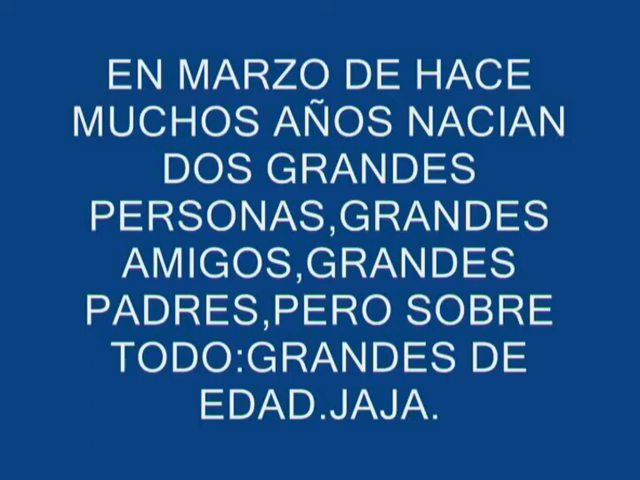 EN MARZO DE HACE
MUCHOS AÑOS NACIAN
DOS GRANDES
PERSONAS,GRANDES
AMIGOS,GRANDES
PADRES,PERO SOBRE
TODO:GRANDES DE
EDAD.JAJA.